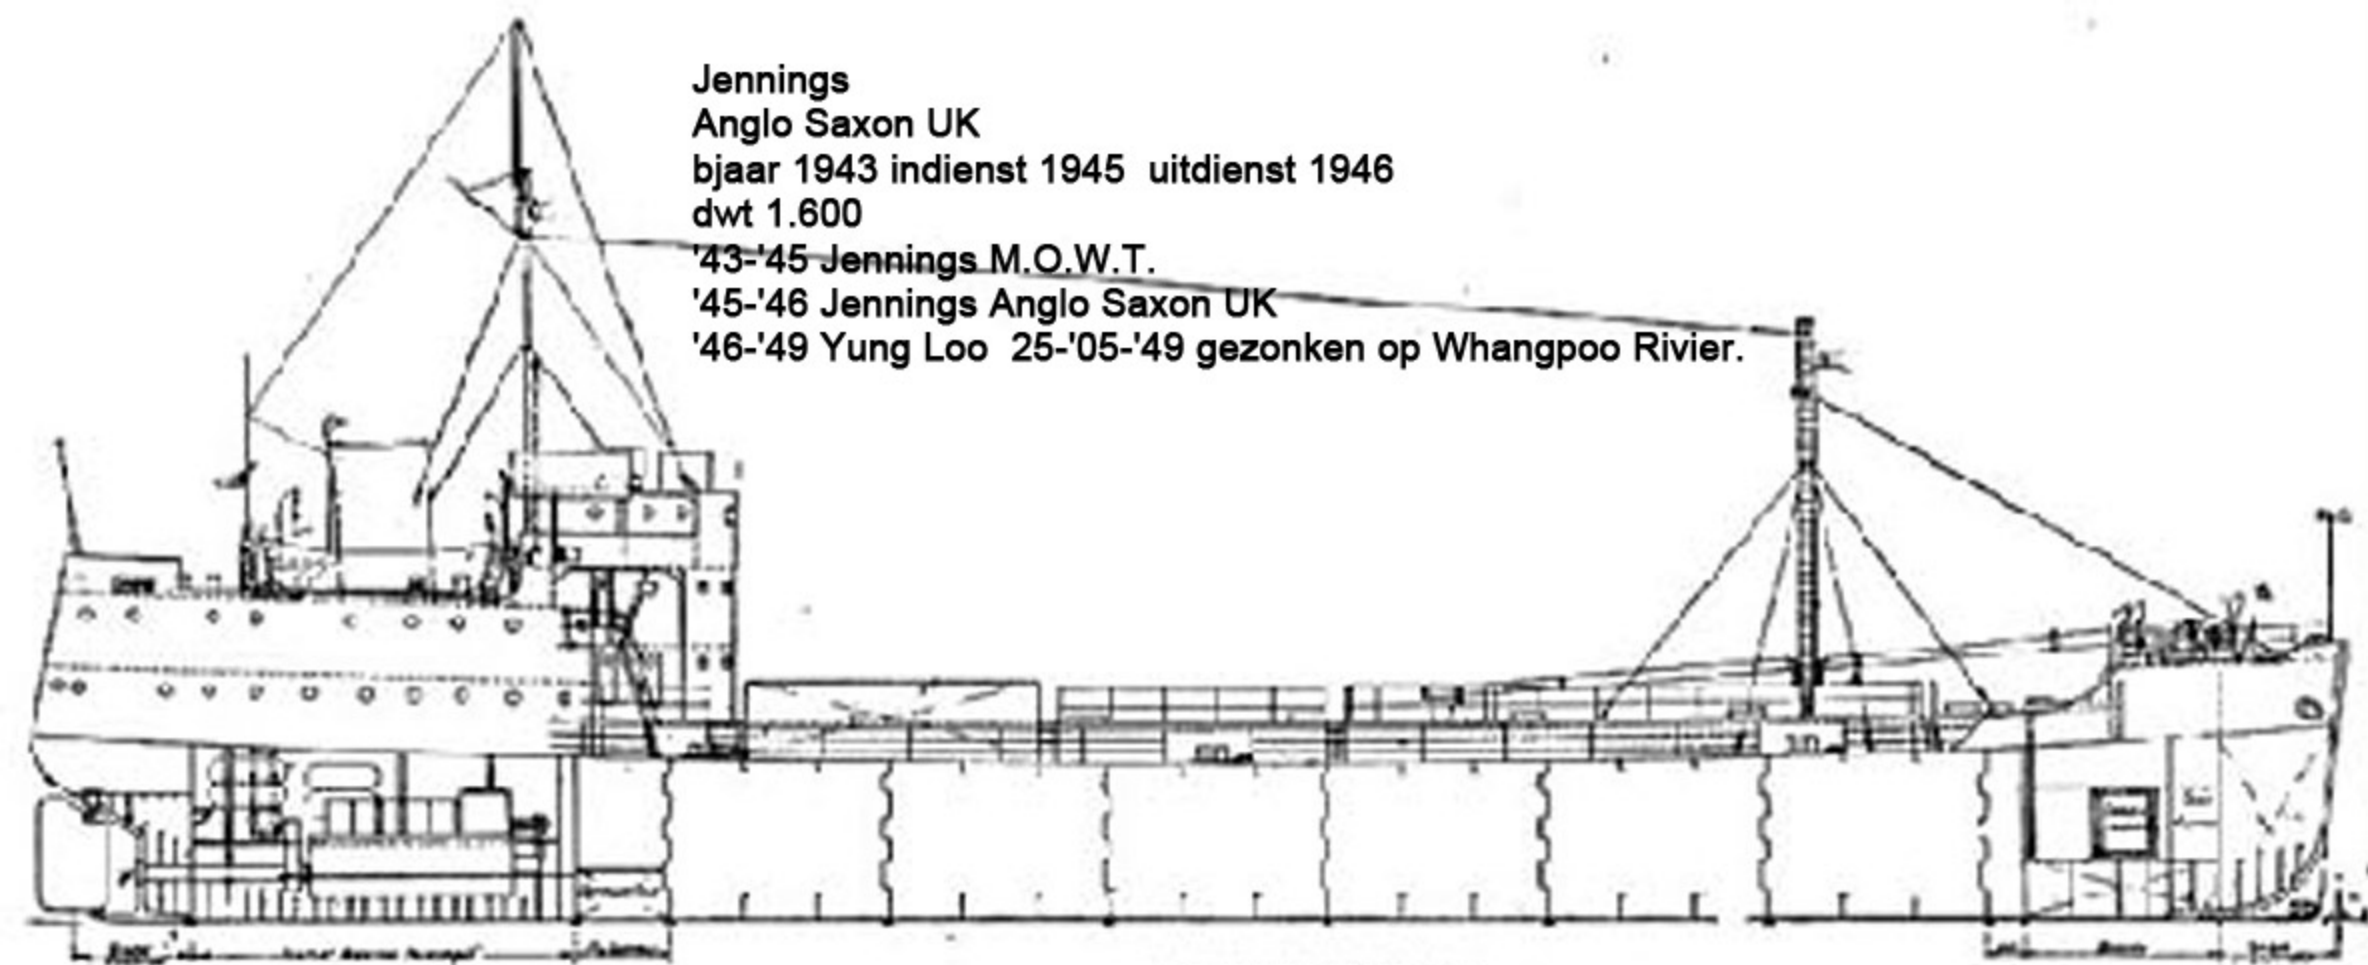 Jennings
Anglo Saxon UK
bjaar 1943 indienst 1945  uitdienst 1946
dwt 1.600
'43-'45 Jennings M.O.W.T.
'45-'46 Jennings Anglo Saxon UK
'46-'49 Yung Loo  25-'05-'49 gezonken op Whangpoo Rivier.